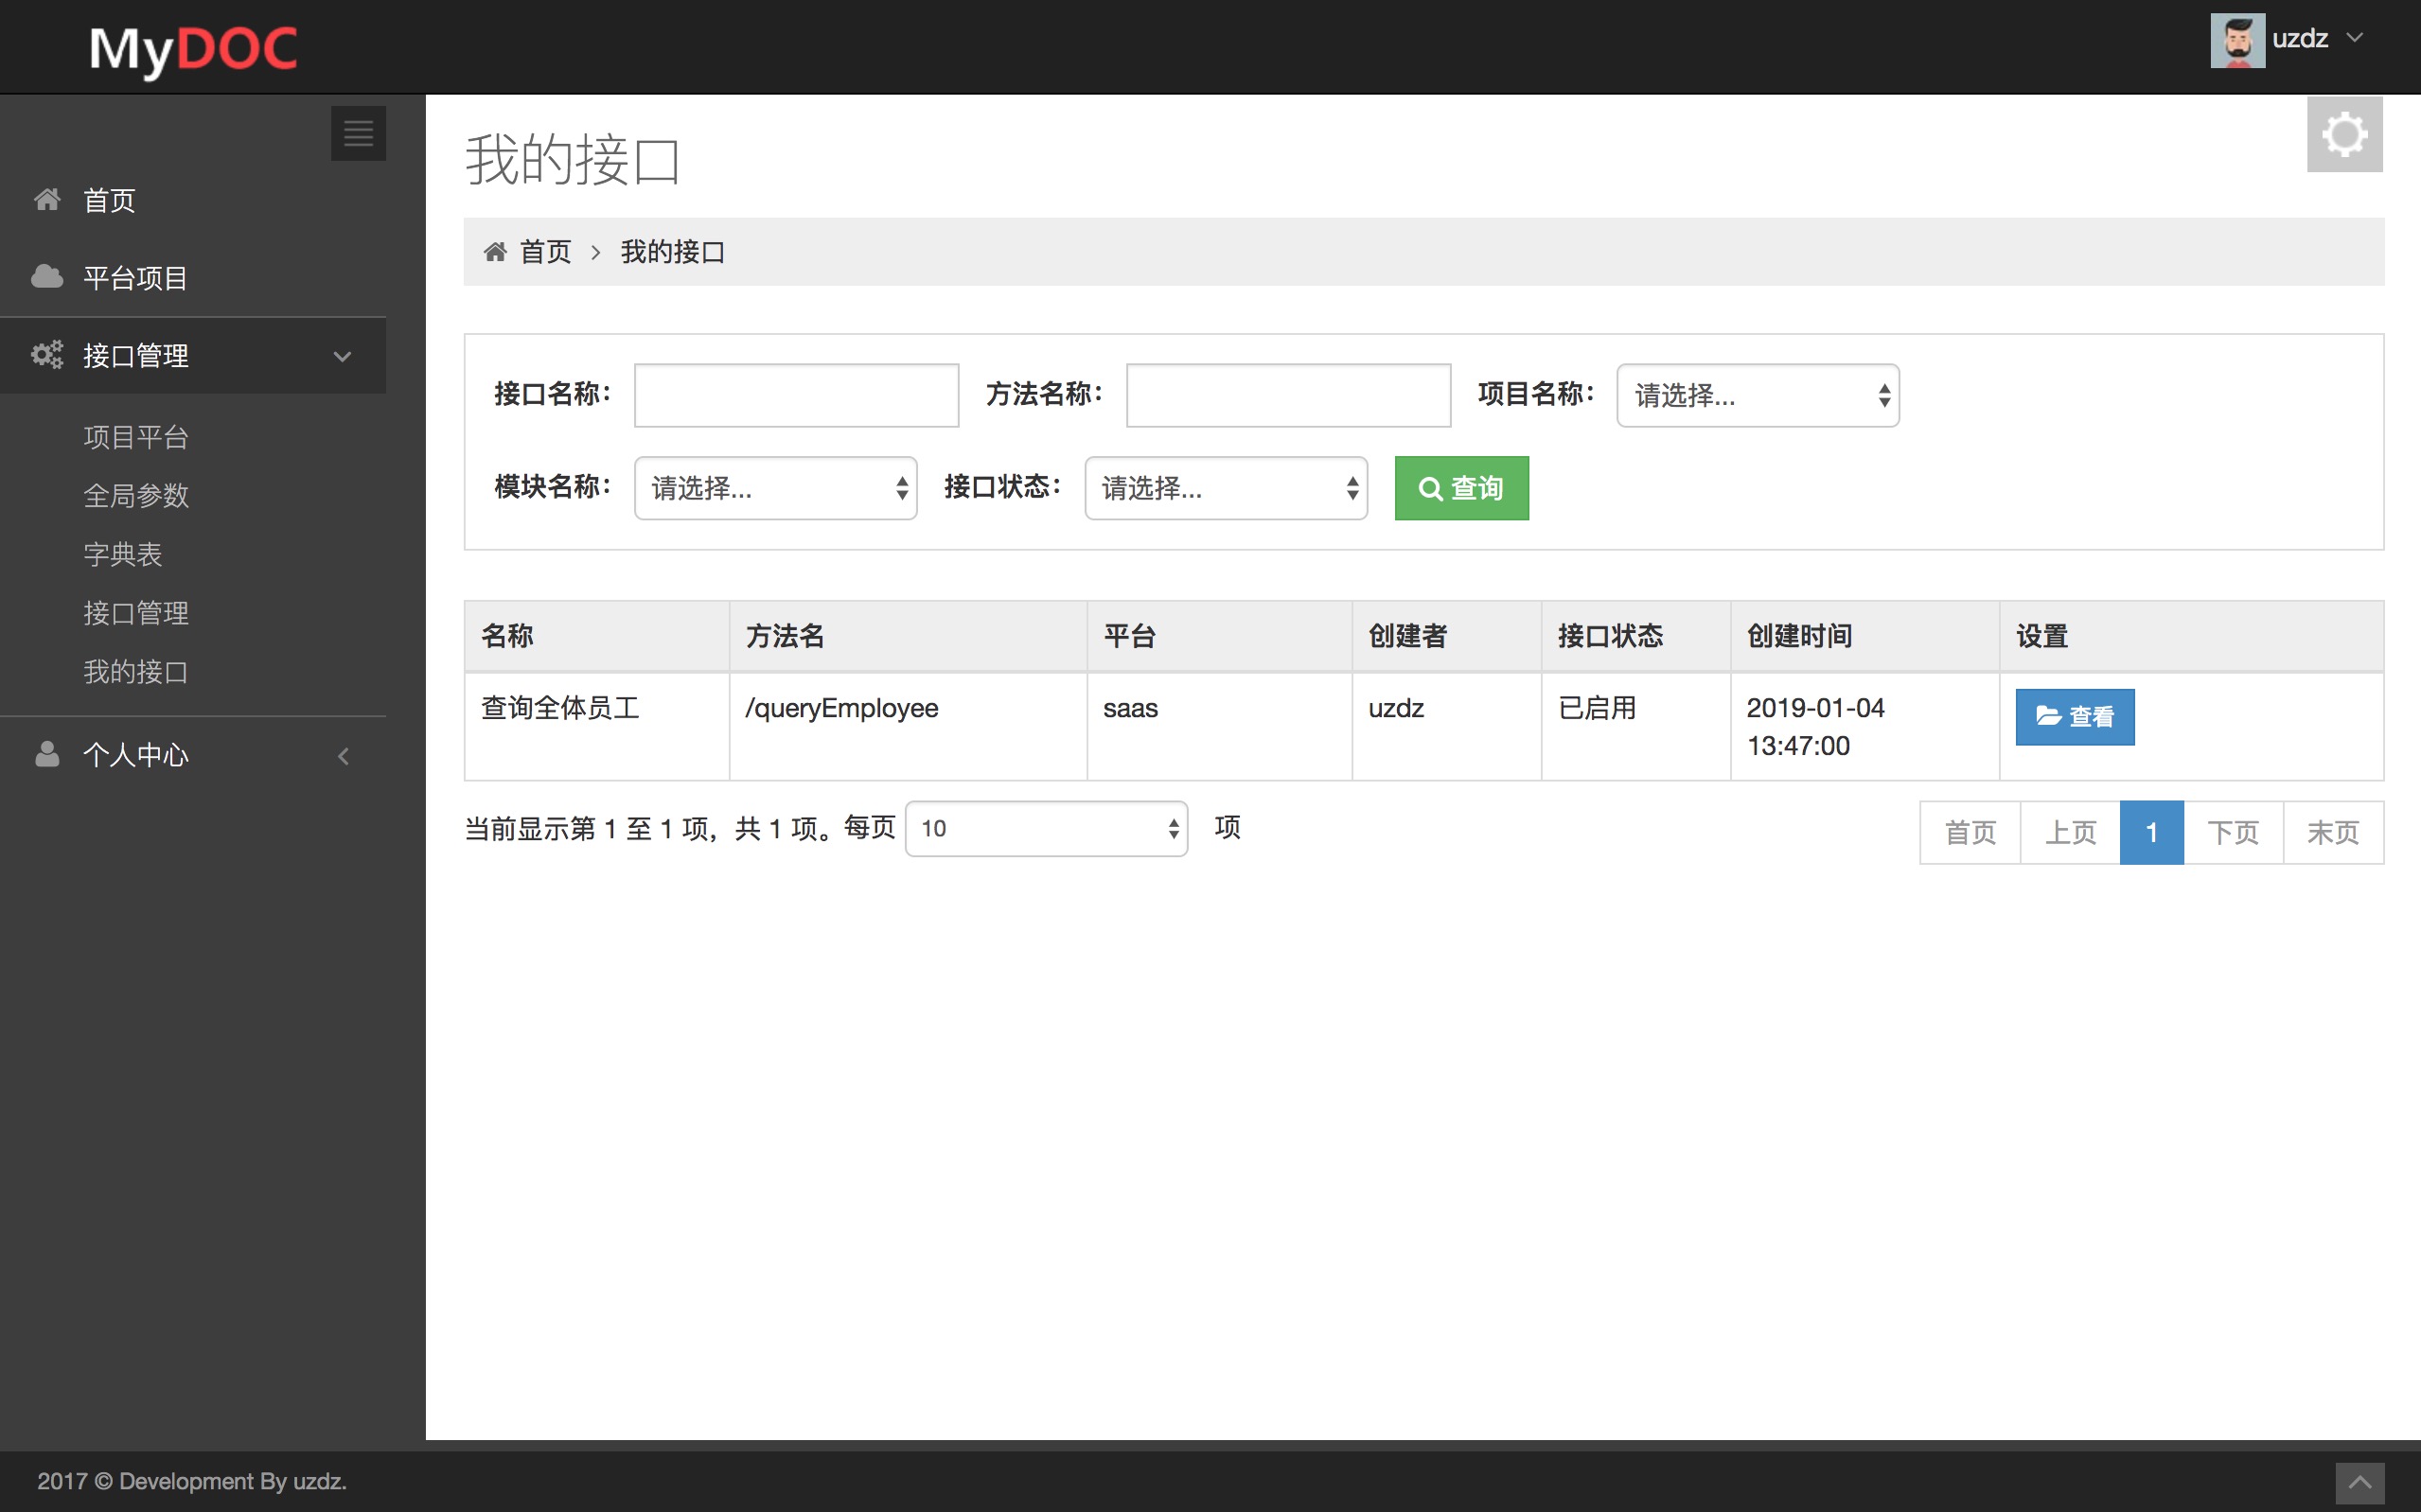 MyDOC
uzdz
首页
平台项目
接口管理
项目平台
全局参数
字典表
接口管理
我的接口
个人中心
我的接口
首页 > 我的接口
接口名称： 方法名称： 项目名称： 请选择...
模块名称： 请选择... 接口状态： 请选择... 查询
名称 方法名 平台 创建者 接口状态 创建时间 设置
查询全体员工 /queryEmployee saas uzdz 已启用 2019-01-04 查看
13:47:00
当前显示第 1 至 1 项，共 1 项。每页 10 项 首页 上页 1 下页 末页
2017 © Development By uzdz.